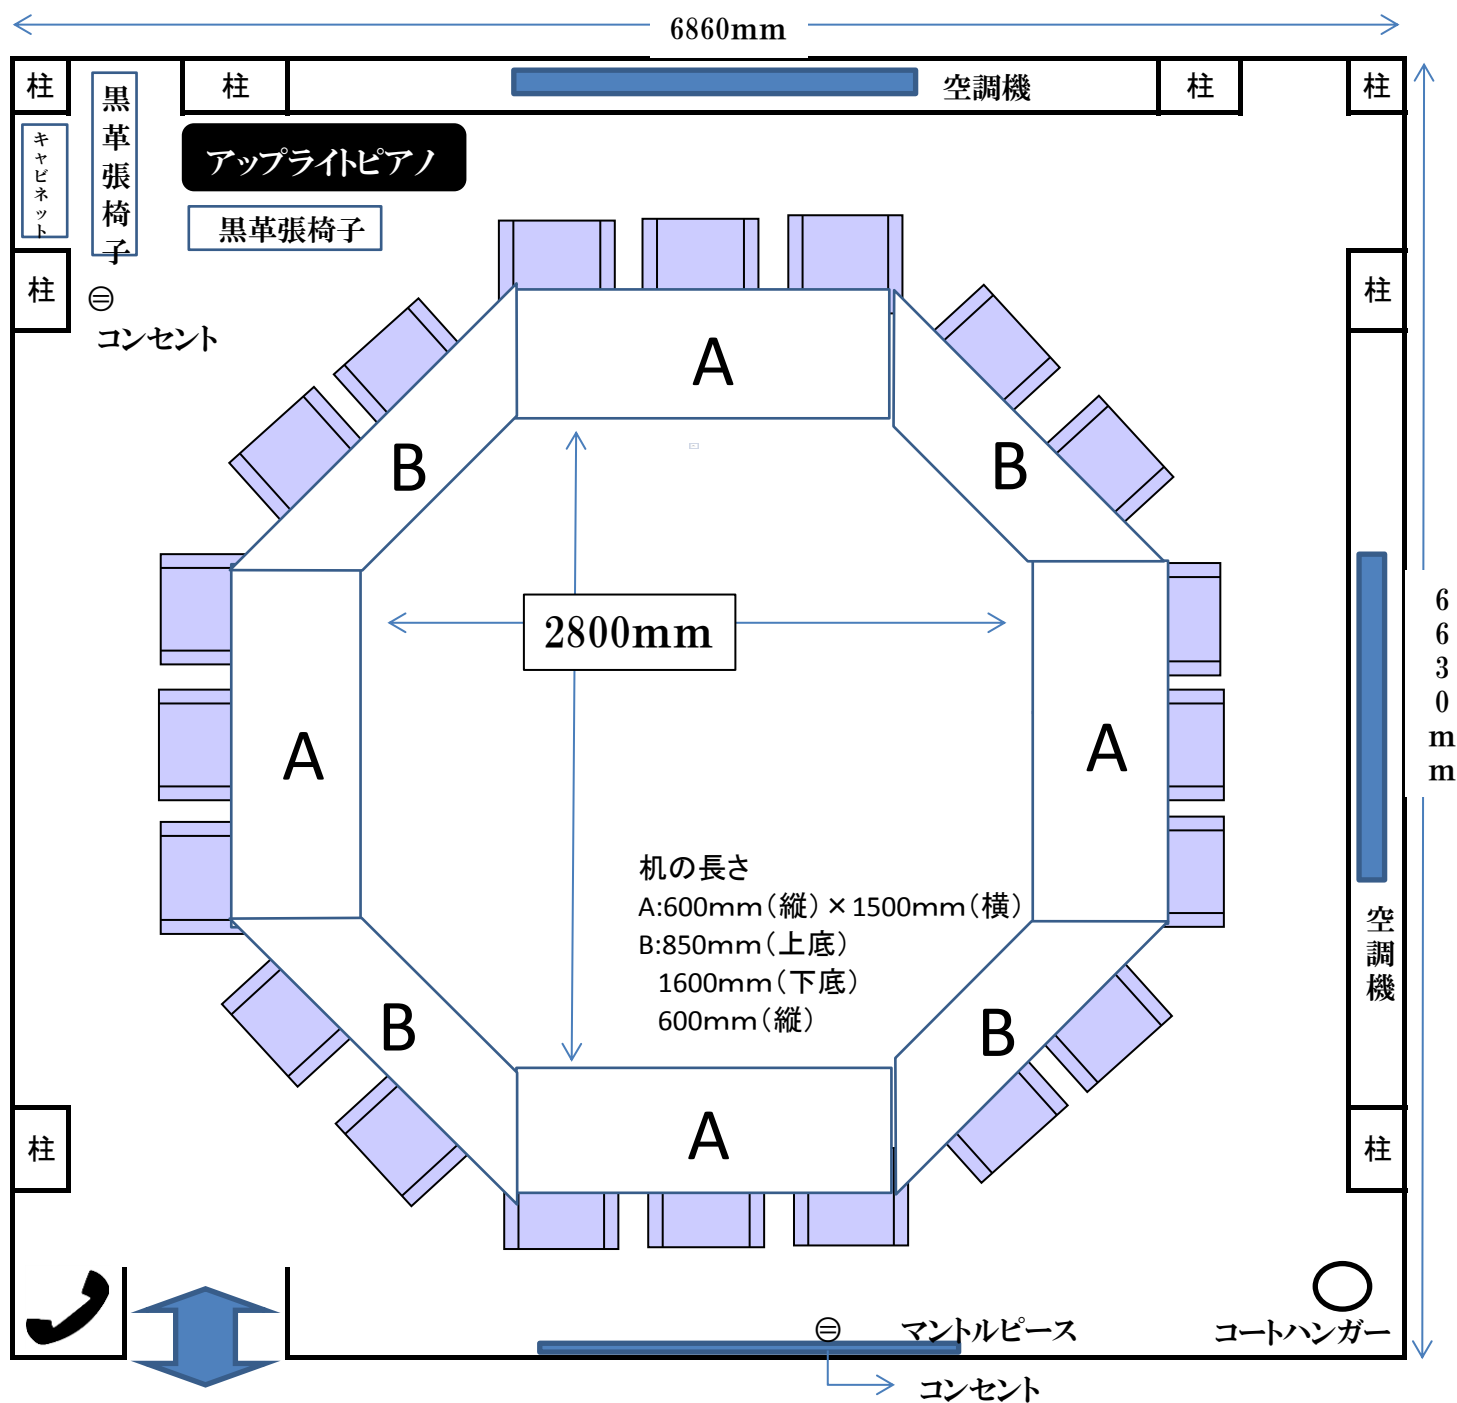 6860mm
柱
柱
空調機
柱
柱
黒革張椅子
キャビネット
アップライトピアノ
黒革張椅子
柱
柱
コンセント
A
B
B
2800mm
6630mm
A
A
机の長さ
A:600mm(縦)×1500mm(横)
B:850mm(上底)
1600mm(下底)
600mm(縦)
空調機
B
B
A
柱
柱
マントルピース
コートハンガー
コンセント